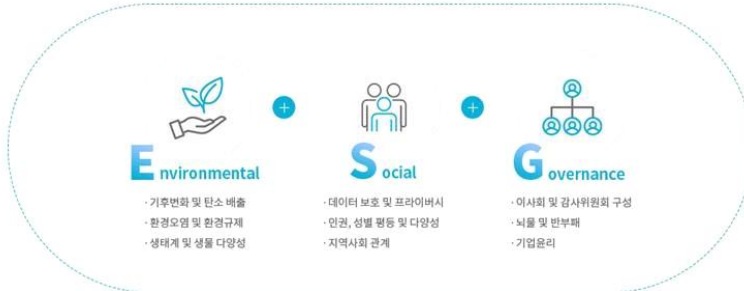 Environmental
Social
Governance
· 기후번화 및 탄소 배출
· 환경오염 및 환경규제
· 생태계 및 생물 다양성
· 데이터 보호 및 프라이버시
· 인권, 성별 평등 및 다양성
· 지역사회 관계
· 이사회 및 감사위원회 구성
· 뇌물 및 반부패
· 기업윤리